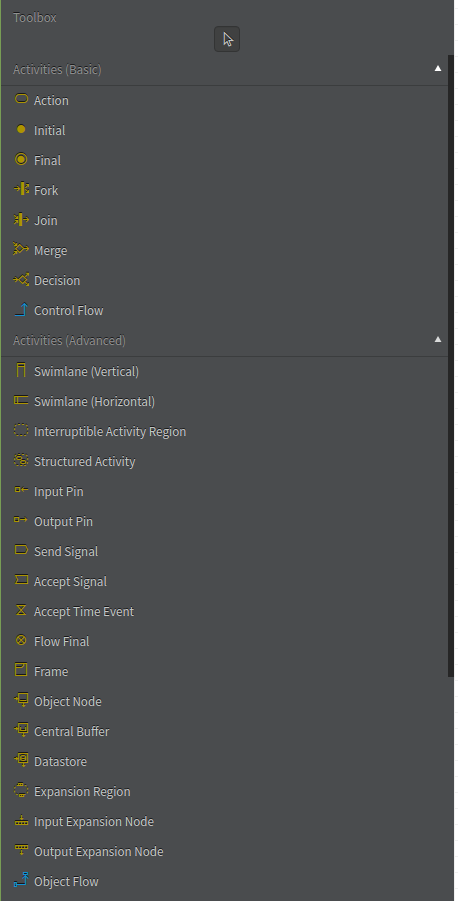 Toolbox
Activities (Basic)
Action
Initial
Final
Fork
Join
Merge
Decision
Control Flow
Activities (Advanced)
Swimlane (Vertical)
Swimlane (Horizontal)
Interruptible Activity Region
Structured Activity
Input Pin
Output Pin
Send Signal
Accept Signal
Accept Time Event
Flow Final
Frame
Object Node
Central Buffer
Datastore
Expansion Region
Input Expansion Node
Output Expansion Node
Object Flow